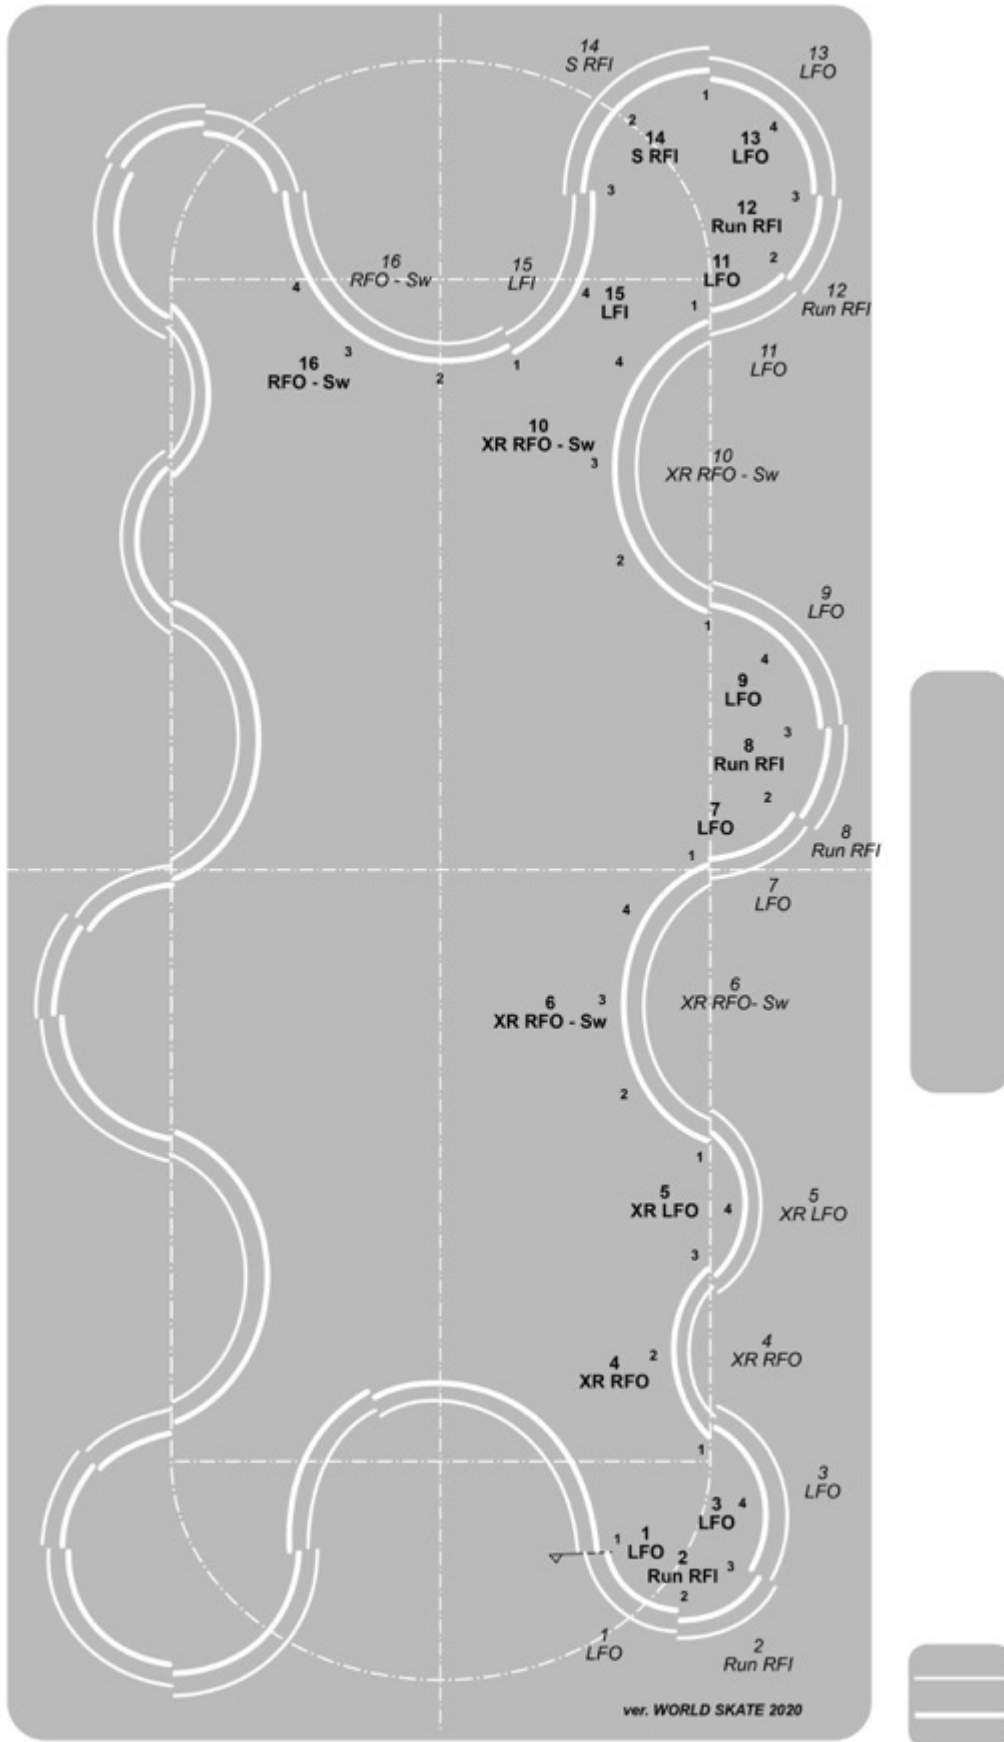 14
S RFI
13
LFO
1
2
4
14
S RFI
13
LFO
3
3
12
Run RFI
16
RFO - Sw
15
LFI
11
LFO
2
4
4
15
LFI
1
12
Run RFI
16
RFO - Sw
3
2
1
4
11
LFO
10
XR RFO - Sw
3
10
XR RFO - Sw
2
9
LFO
1
4
9
LFO
3
8
Run RFI
2
7
LFO
8
Run RFI
1
7
LFO
4
6
XR RFO - Sw
3
6
XR RFO- Sw
2
1
5
XR LFO
4
5
XR LFO
3
4
XR RFO
2
4
XR RFO
1
3
LFO
3
LFO
4
1
1
LFO
2
Run RFI
3
2
1
LFO
2
Run RFI
ver. WORLD SKATE 2020